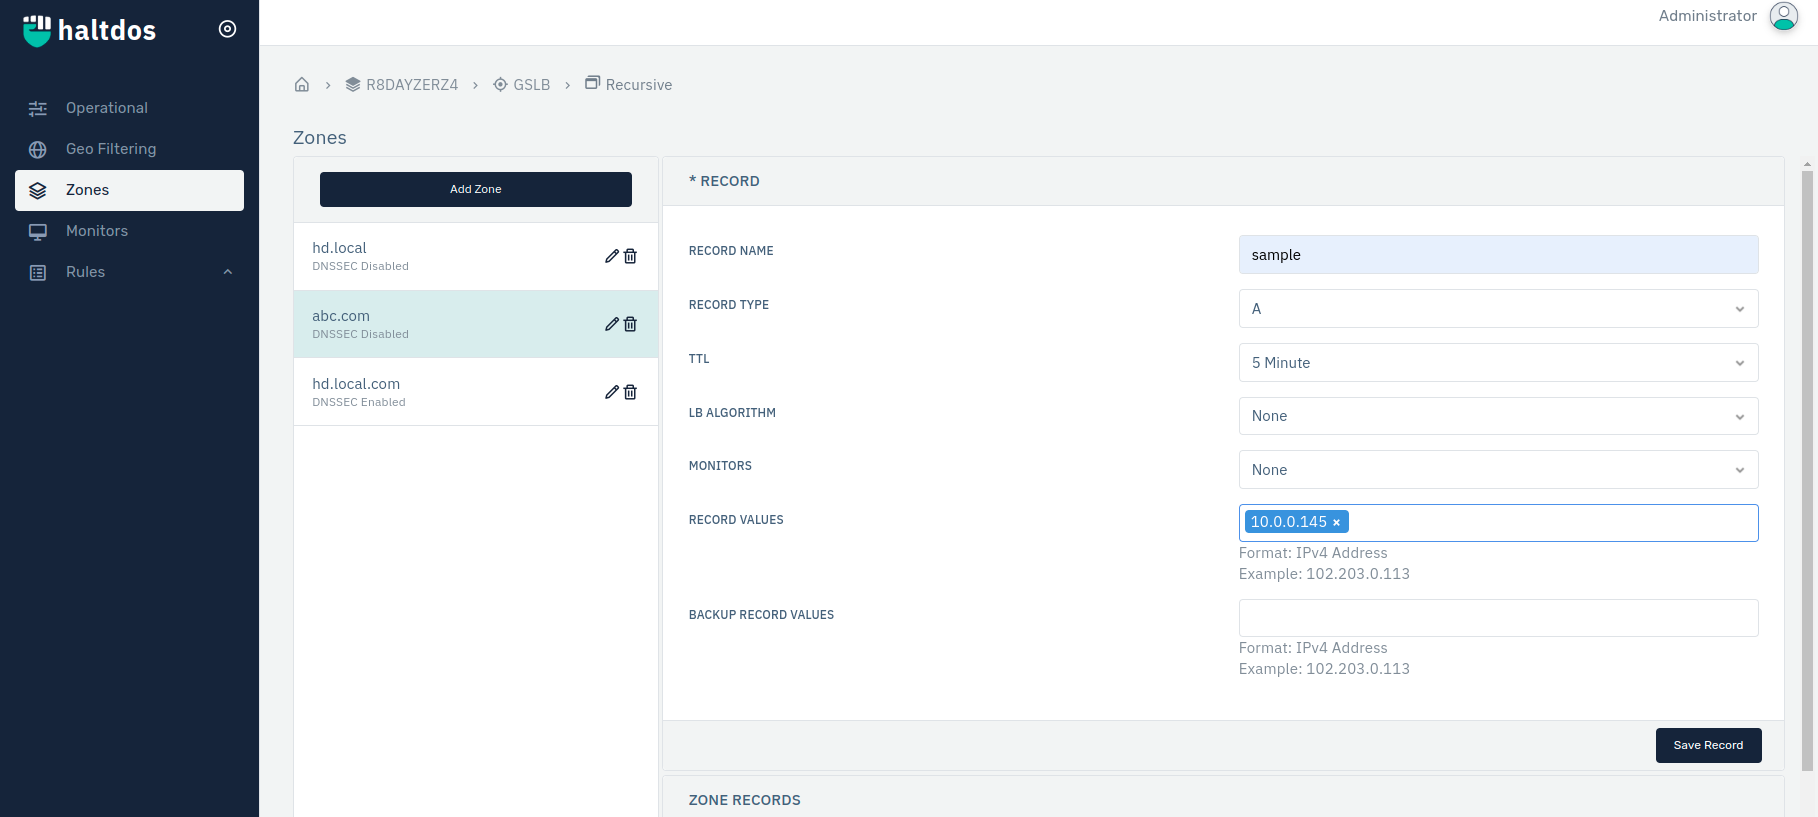 haltdos
Administrator
Operational
Geo Filtering
Zones
Monitors
Rules
R8DAYZERZ4 GSLB Recursive
Zones
Add Zone
hd.local
DNSSEC Disabled
abc.com
DNSSEC Disabled
hd.local.com
DNSSEC Enabled
* RECORD
RECORD NAME sample
RECORD TYPE A
TTL 5 Minute
LB ALGORITHM None
MONITORS None
RECORD VALUES 10.0.0.145 ×
Format: IPv4 Address
Example: 102.203.0.113
BACKUP RECORD VALUES
Format: IPv4 Address
Example: 102.203.0.113
Save Record
ZONE RECORDS